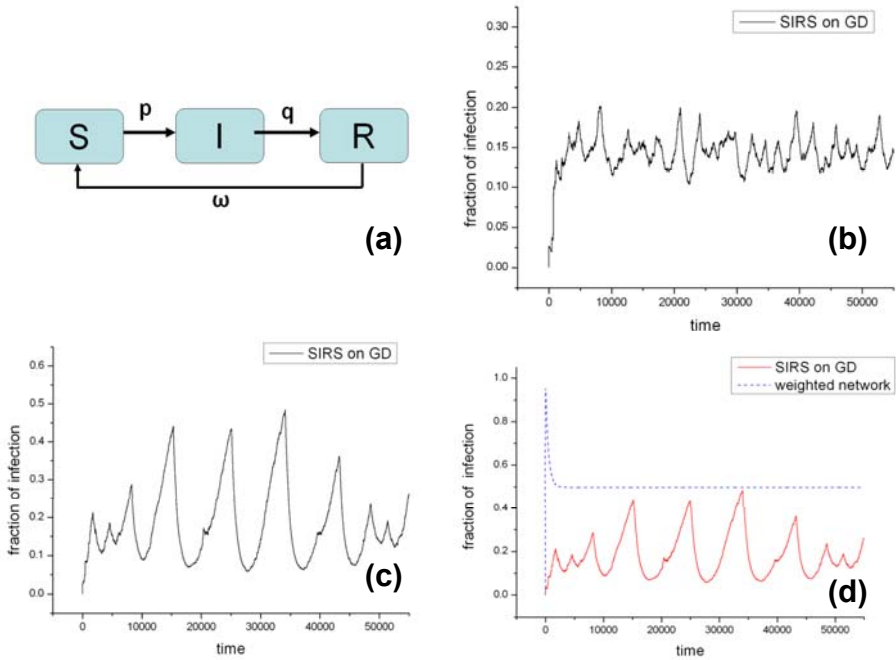 p
q
S
I
R
ω
(a)
SIRS on GD
fraction of infection
0.20
0.15
0.10
0.05
0.00
0.25
0 10000 20000 30000 40000 50000
time
(b)
SIRS on GD
fraction of infection
0.6
0.5
0.4
0.3
0.2
0.1
0.0
0 10000 20000 30000 40000 50000
time
(c)
SIRS on GD
weighted network
fraction of infection
1.0
0.8
0.6
0.4
0.2
0.0
0 10000 20000 30000 40000 50000
time
(d)